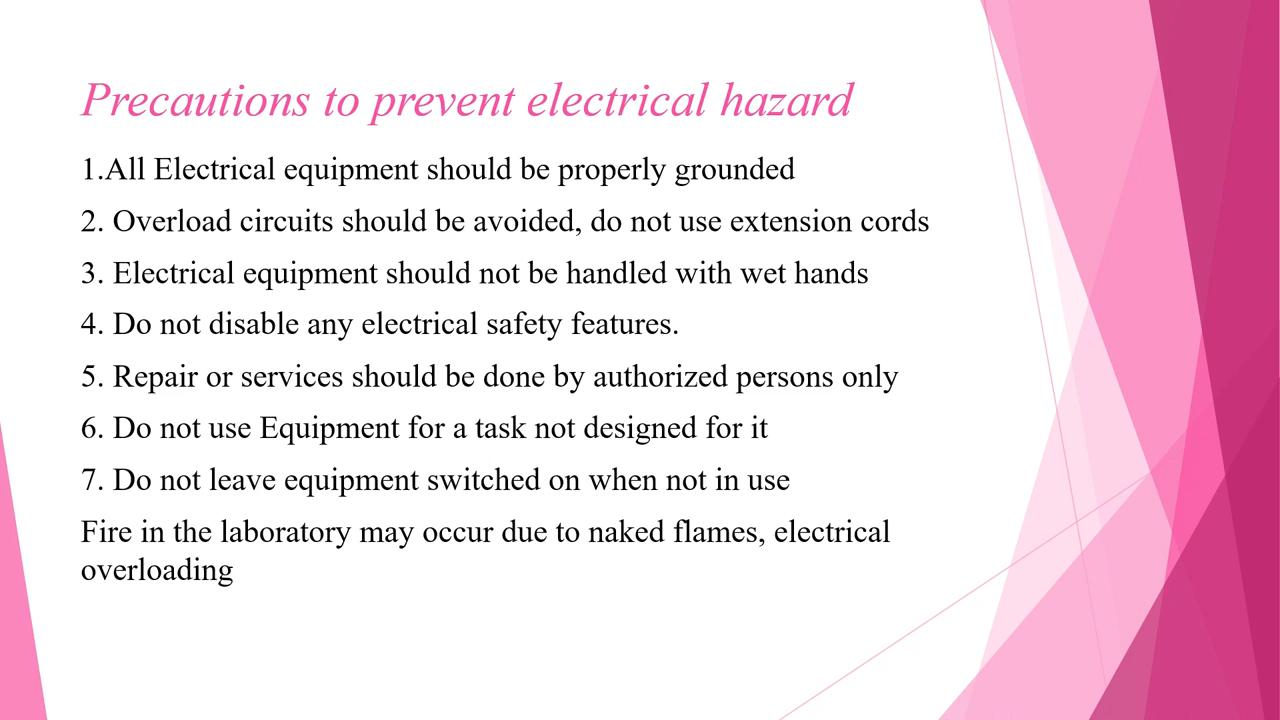 Precautions to prevent electrical hazard
1.All Electrical equipment should be properly grounded
2. Overload circuits should be avoided, do not use extension cords
3. Electrical equipment should not be handled with wet hands
4. Do not disable any electrical safety features.
5. Repair or services should be done by authorized persons only
6. Do not use Equipment for a task not designed for it
7. Do not leave equipment switched on when not in use
Fire in the laboratory may occur due to naked flames, electrical
overloading